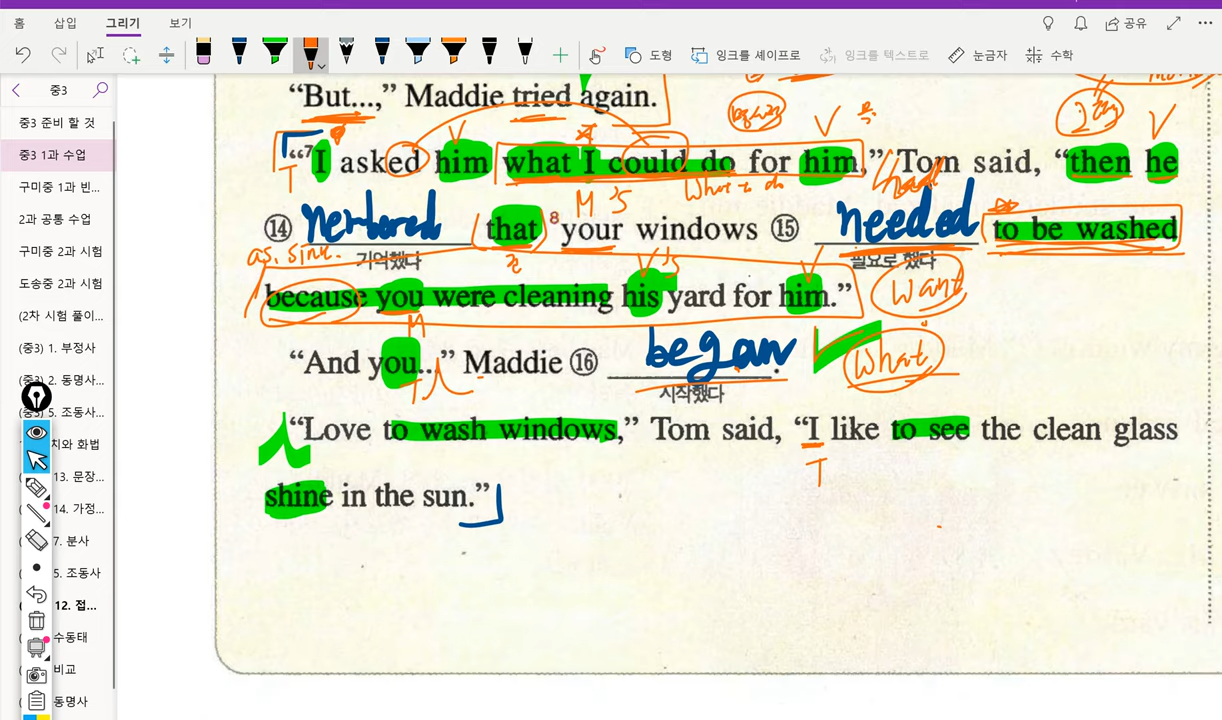 홈 삽입 그리기 보기 공유
도형 잉크를 셰이프로 잉크를 텍스트로 눈금자 수학
중3
중3 준비 할 것
중3 1과 수업
구미중 1과 빈...
2과 공통 수업
구미중 2과 시험
도송중 2과 시험
(2차 시험 풀이...
(중3) 1. 부정사
(중3) 2. 동명사...
5. 조동사...
치와 화법
13. 문장...
14. 가정...
7. 분사
5. 조동사
12. 접...
수동태
비교
동명사
“But...,” Maddie tried again.
“⁷I asked him what I could do for him,” Tom said, “then he
T M 's What to do had
⑭ that ⁸your windows ⑮ needed to be washed
기억했다 필요로 했다
as. since.
because you were cleaning his yard for him.” want
M 's
“And you...” Maddie ⑯ began.
T 시작했다 what
“Love to wash windows,” Tom said, “I like to see the clean glass
T
shine in the sun.”